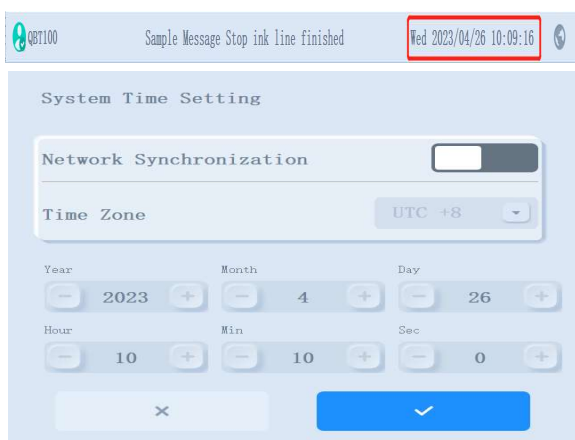 QBT100 Sample Message Stop ink line finished Wed 2023/04/26 10:09:16
System Time Setting
Network Synchronization
Time Zone UTC +8
Year Month Day
2023 4 26
Hour Min Sec
10 10 0